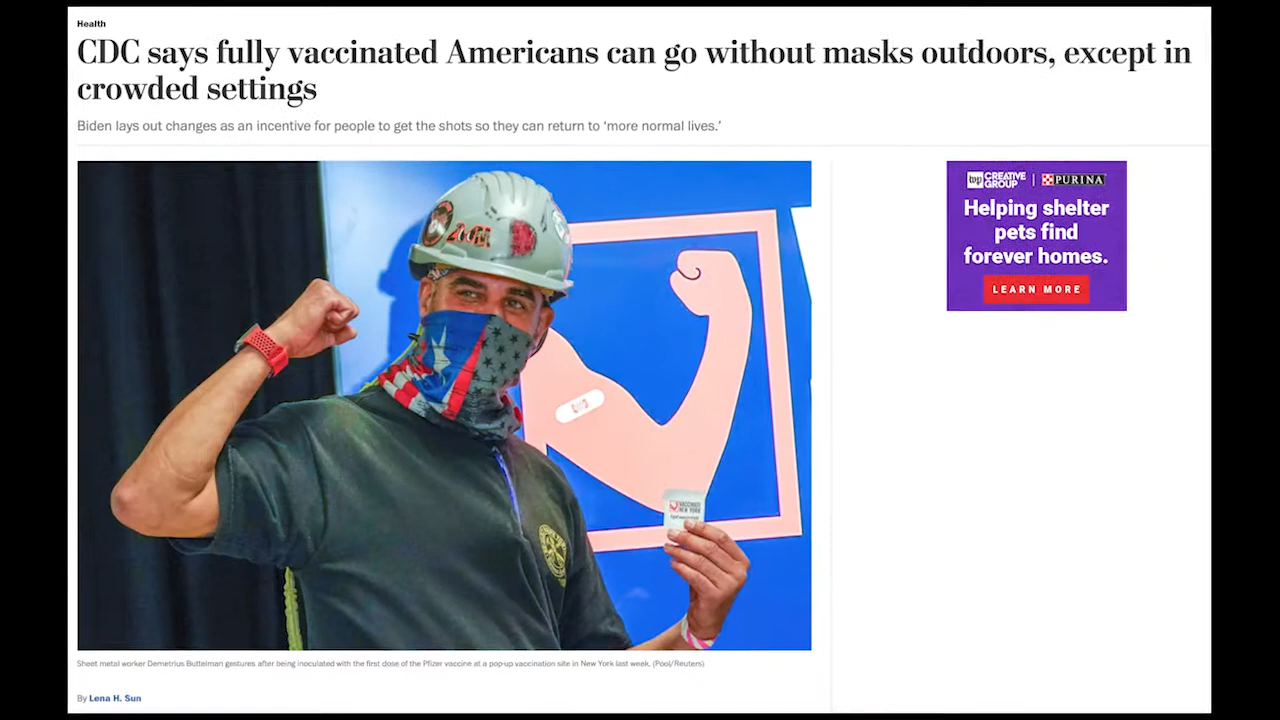 Health
CDC says fully vaccinated Americans can go without masks outdoors, except in
crowded settings
Biden lays out changes as an incentive for people to get the shots so they can return to ‘more normal lives.’
wp CREATIVE GROUP | PURINA
Helping shelter
pets find
forever homes.
LEARN MORE
VACCINATED
NEW YORK
Sheet metal worker Demetrius Buttelman gestures after being inoculated with the first dose of the Pfizer vaccine at a pop-up vaccination site in New York last week. (Pool/Reuters)
By Lena H. Sun